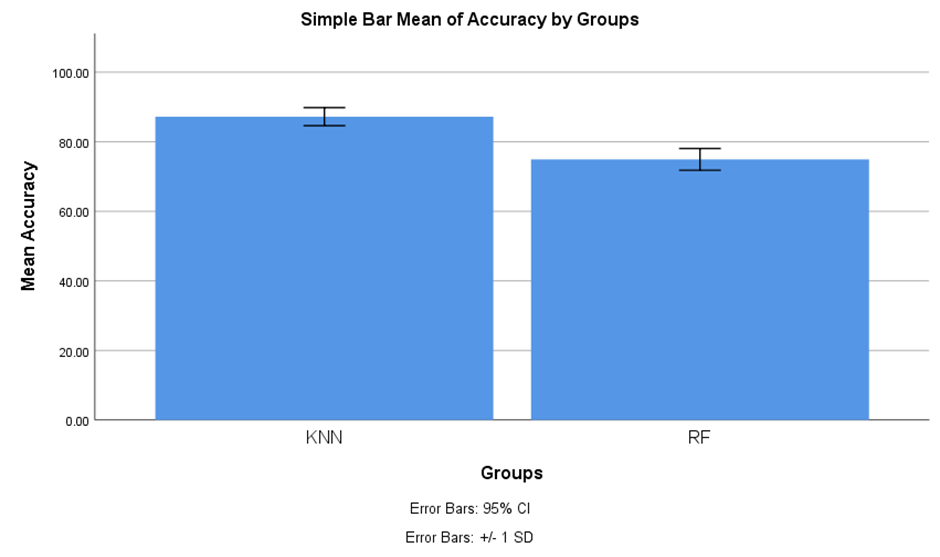 Simple Bar Mean of Accuracy by Groups
Mean Accuracy
100.00
80.00
60.00
40.00
20.00
0.00
KNN RF
Groups
Error Bars: 95% CI
Error Bars: +/- 1 SD